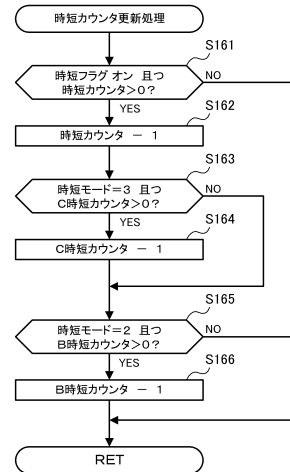 時短カウンタ更新処理
S161
時短フラグ オン 且つ
時短カウンタ>0?
NO
YES
S162
時短カウンタ － 1
S163
時短モード=3 且つ
C時短カウンタ>0?
NO
YES
S164
C時短カウンタ － 1
S165
時短モード=2 且つ
B時短カウンタ>0?
NO
YES
S166
B時短カウンタ － 1
RET